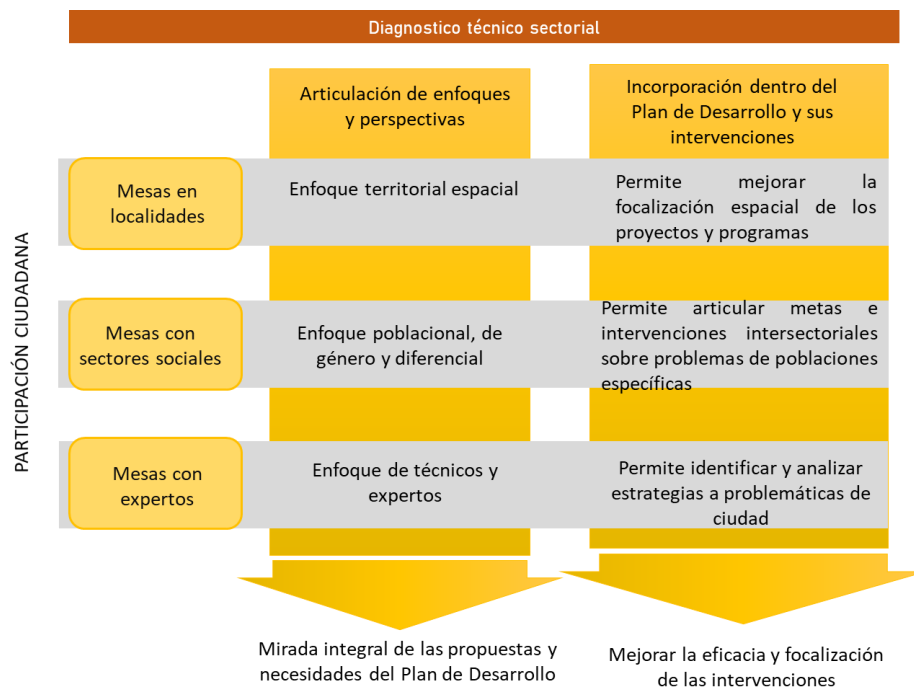 Diagnostico técnico sectorial
Articulación de enfoques
y perspectivas
Incorporación dentro del
Plan de Desarrollo y sus
intervenciones
PARTICIPACIÓN CIUDADANA
Mesas en
localidades
Enfoque territorial espacial
Permite mejorar la
focalización espacial de los
proyectos y programas
Mesas con
sectores sociales
Enfoque poblacional, de
género y diferencial
Permite articular metas e
intervenciones intersectoriales
sobre problemas de poblaciones
específicas
Mesas con
expertos
Enfoque de técnicos y
expertos
Permite identificar y analizar
estrategias a problemáticas de
ciudad
Mirada integral de las propuestas y
necesidades del Plan de Desarrollo
Mejorar la eficacia y focalización
de las intervenciones